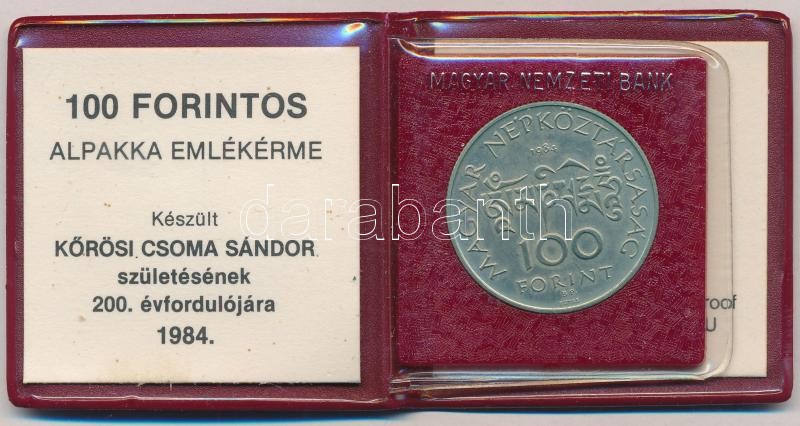 100 FORINTOS
ALPAKKA EMLÉKÉRME
Készült
KŐRÖSI CSOMA SÁNDOR
születésének
200. évfordulójára
1984.
MAGYAR NEMZETI BANK
MAGYAR NÉPKÖZTÁRSASÁG
1984
100
FORINT
BP.
roof
U
darabanth